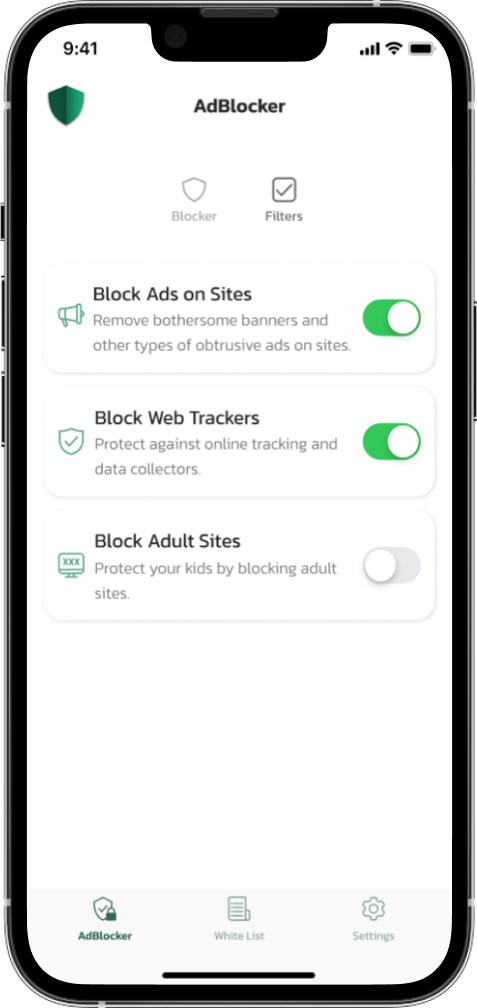 9:41
AdBlocker
Blocker
Filters
Block Ads on Sites
Remove bothersome banners and
other types of obtrusive ads on sites.
Block Web Trackers
Protect against online tracking and
data collectors.
Block Adult Sites
XXX
Protect your kids by blocking adult
sites.
AdBlocker
White List
Settings